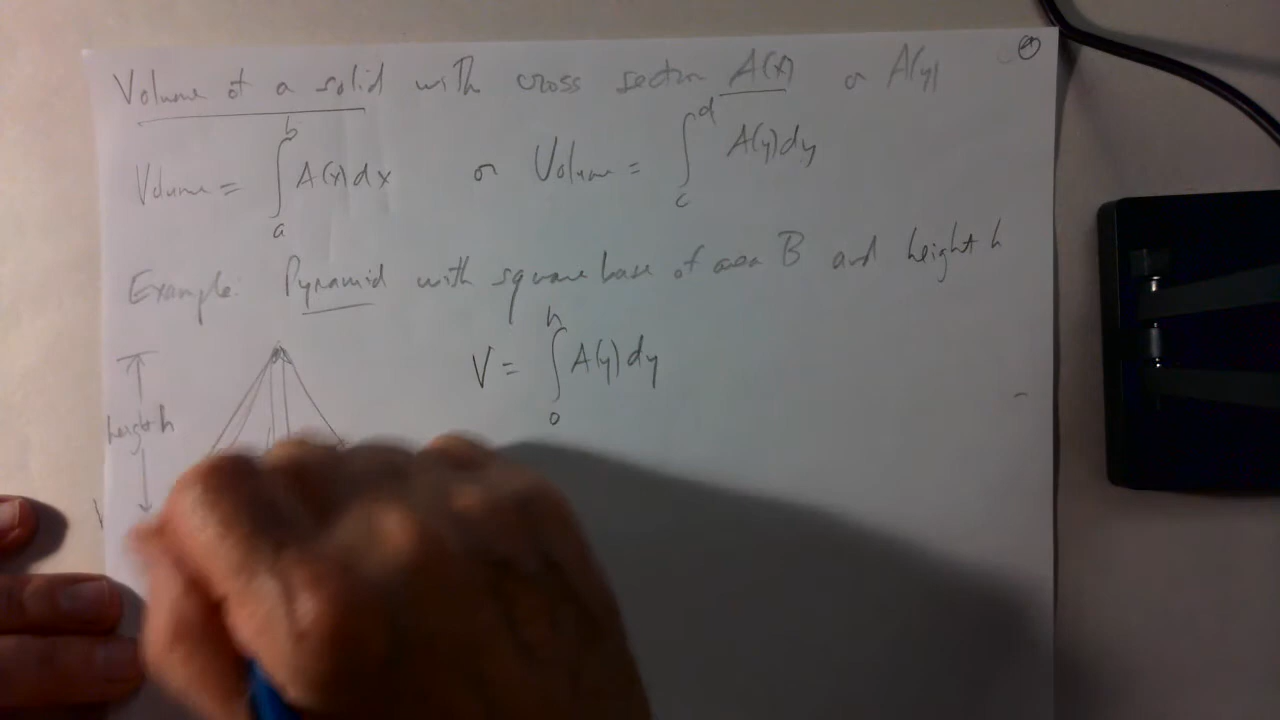 Volume of a solid with cross section A(x) or A(y)
Volume = ∫_a^b A(x)dx or Volume = ∫_c^d A(y)dy
Example: Pyramid with square base of area B and height h
V = ∫_0^h A(y)dy
height h